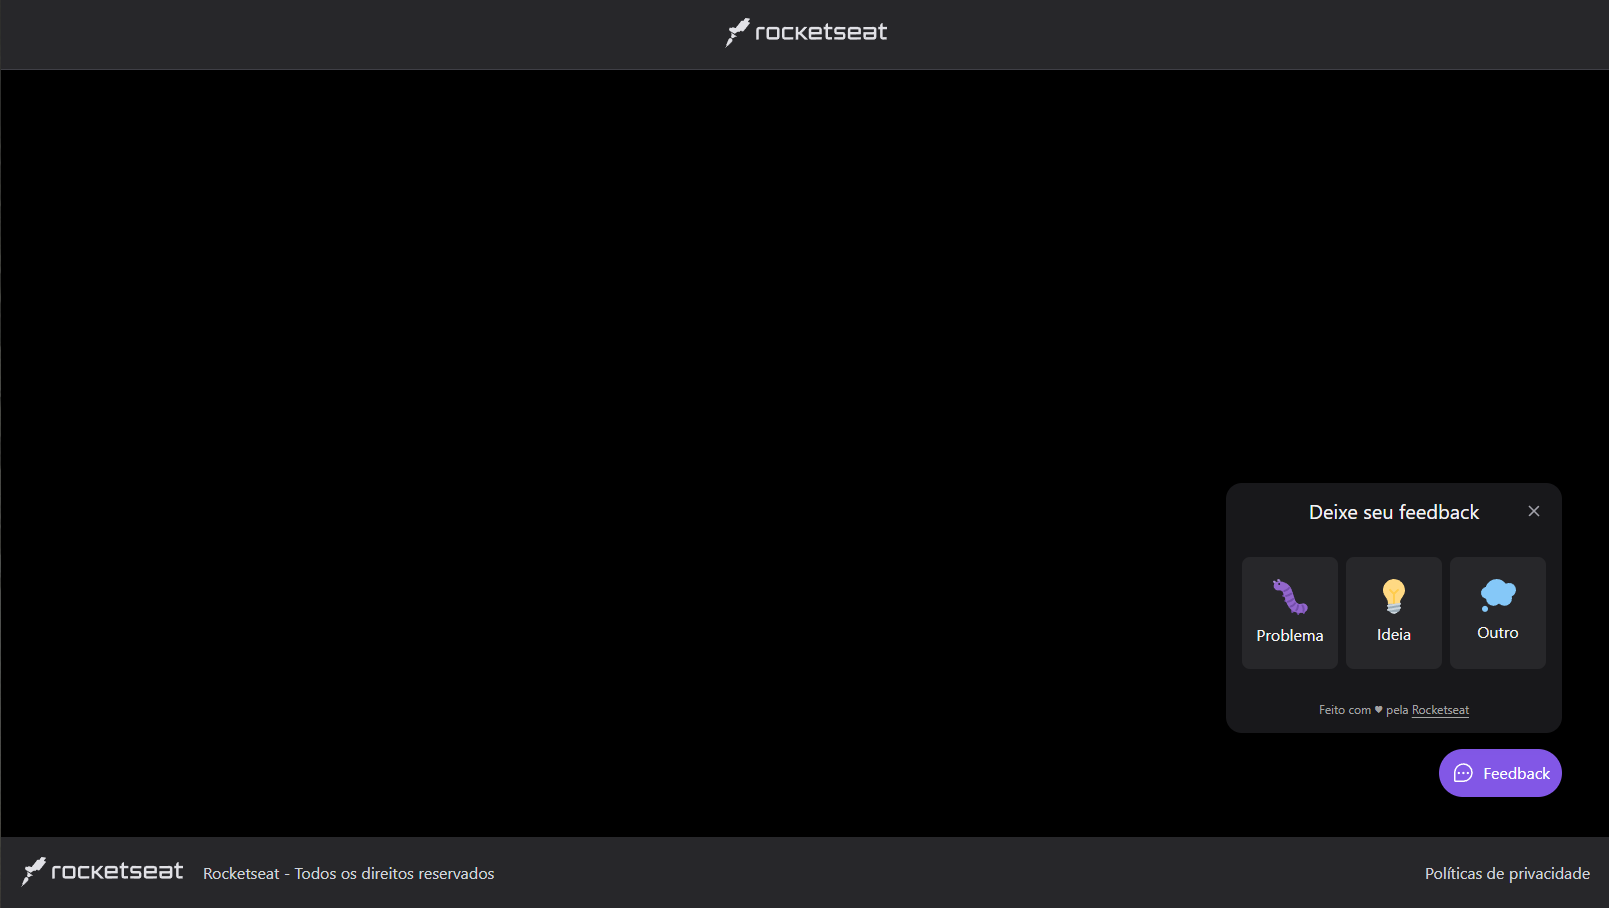 rocketseat
Deixe seu feedback
Problema
Ideia
Outro
Feito com ♥ pela Rocketseat
Feedback
rocketseat
Rocketseat - Todos os direitos reservados
Políticas de privacidade